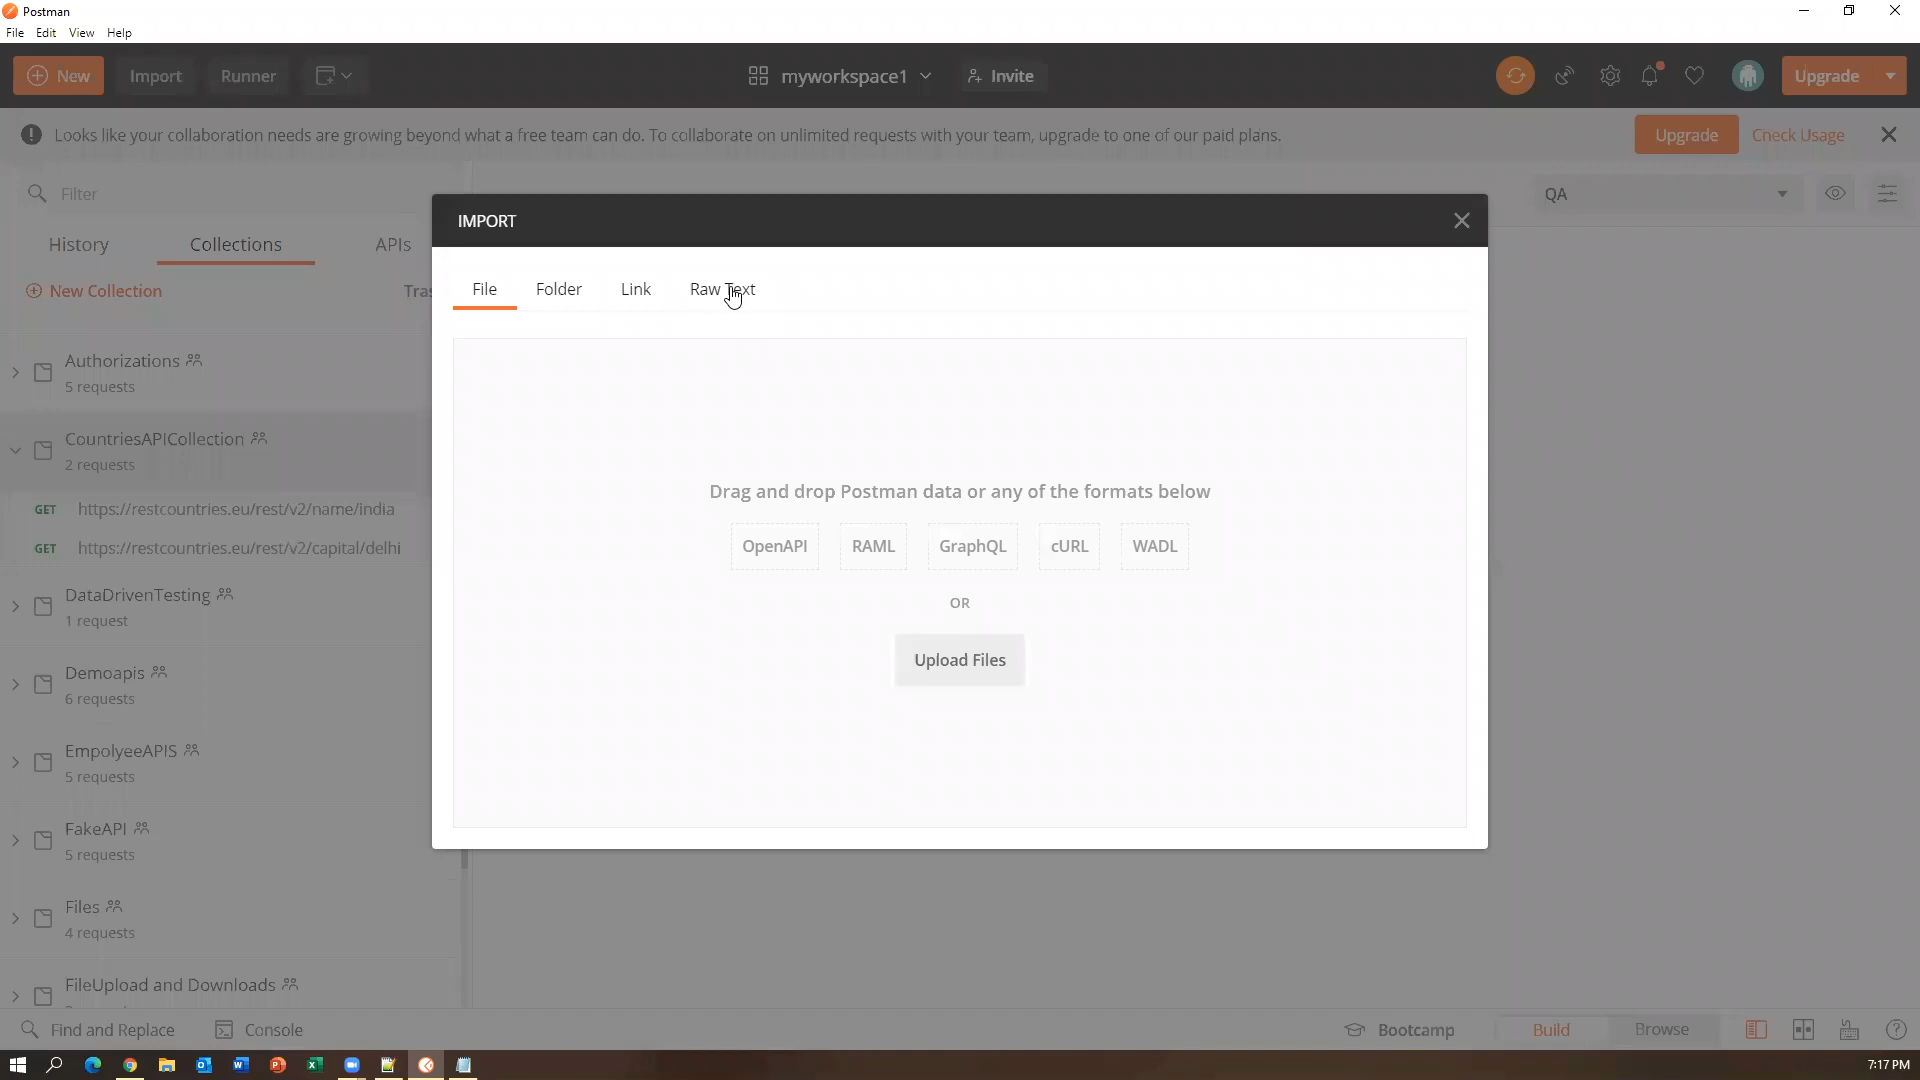 Postman
File Edit View Help
New Import Runner myworkspace1 Invite Upgrade
Looks like your collaboration needs are growing beyond what a free team can do. To collaborate on unlimited requests with your team, upgrade to one of our paid plans. Upgrade Check Usage
Filter QA
IMPORT
History Collections APIs
File Folder Link Raw Text
New Collection Tras
Authorizations
5 requests
CountriesAPICollection
2 requests
GET https://restcountries.eu/rest/v2/name/india
GET https://restcountries.eu/rest/v2/capital/delhi
DataDrivenTesting
1 request
Demoapis
6 requests
EmpolyeeAPIS
5 requests
FakeAPI
5 requests
Files
4 requests
FileUpload and Downloads
Drag and drop Postman data or any of the formats below
OpenAPI RAML GraphQL cURL WADL
OR
Upload Files
Find and Replace Console Bootcamp Build Browse
7:17 PM